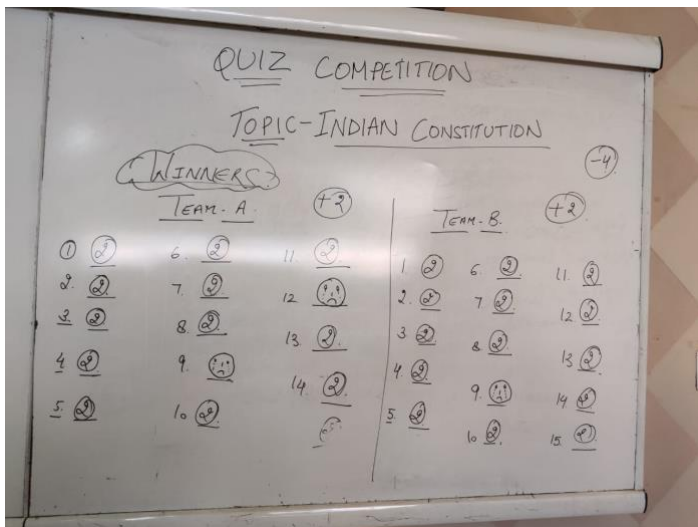 QUIZ COMPETITION
TOPIC-INDIAN CONSTITUTION
-4
WINNERS
TEAM-A. +2
1 2 6. 2 11. 2
2. 2 7. 2 12
3. 2 8. 2 13. 2
4 2 9. 14. 2
5. 2 10 2
TEAM-B. +2
1. 2 6. 2 11. 2
2. 2 7. 2 12 2
3 2 8 2 13 2
4. 2 9. 14 2
5. 2 10 2 15. 2